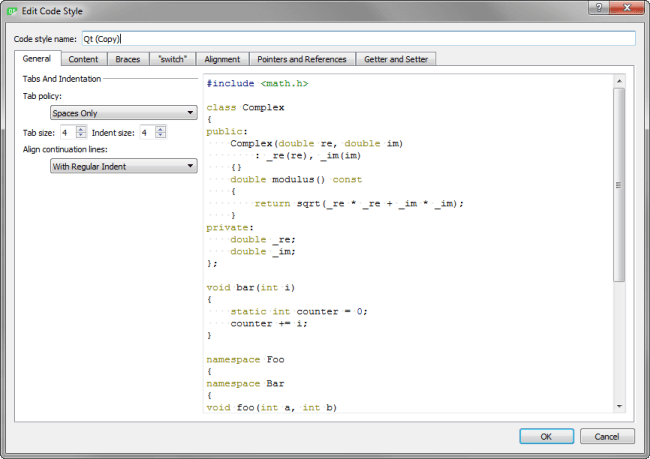 Edit Code Style
Code style name: Qt (Copy)
General Content Braces "switch" Alignment Pointers and References Getter and Setter
Tabs And Indentation
Tab policy:
Spaces Only
Tab size: 4 Indent size: 4
Align continuation lines:
With Regular Indent
#include <math.h>
class Complex
{
public:
    Complex(double re, double im)
        : _re(re), _im(im)
    {}
    double modulus() const
    {
        return sqrt(_re * _re + _im * _im);
    }
private:
    double _re;
    double _im;
};
void bar(int i)
{
    static int counter = 0;
    counter += i;
}
namespace Foo
{
namespace Bar
{
void foo(int a, int b)
OK Cancel